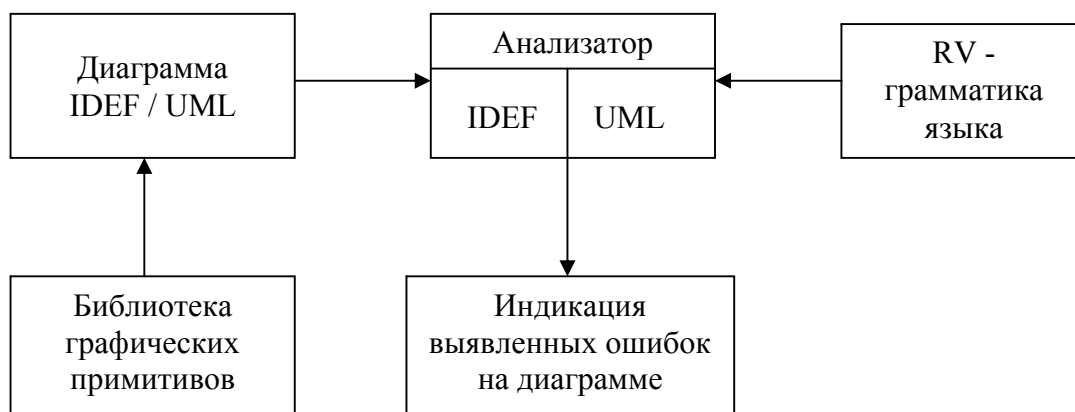 Диаграмма
IDEF / UML
Анализатор
IDEF
UML
RV -
грамматика
языка
Библиотека
графических
примитивов
Индикация
выявленных ошибок
на диаграмме